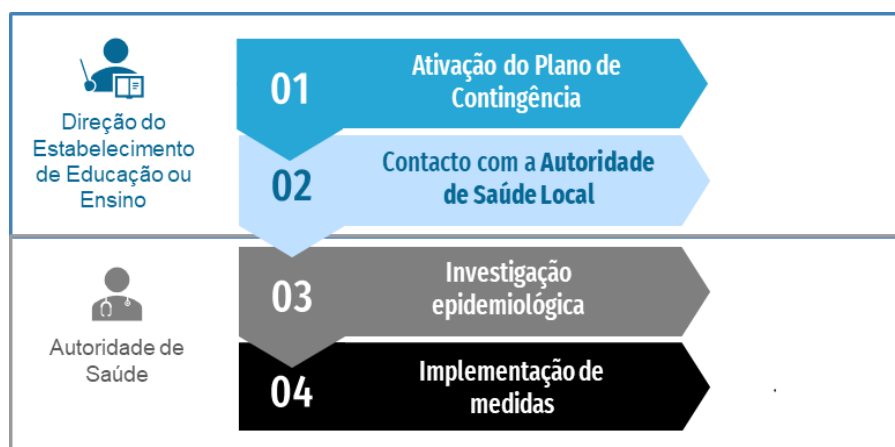 Direção do
Estabelecimento
de Educação ou
Ensino
01
Ativação do Plano de
Contingência
02
Contacto com a Autoridade
de Saúde Local
Autoridade de
Saúde
03
Investigação
epidemiológica
04
Implementação de
medidas
.